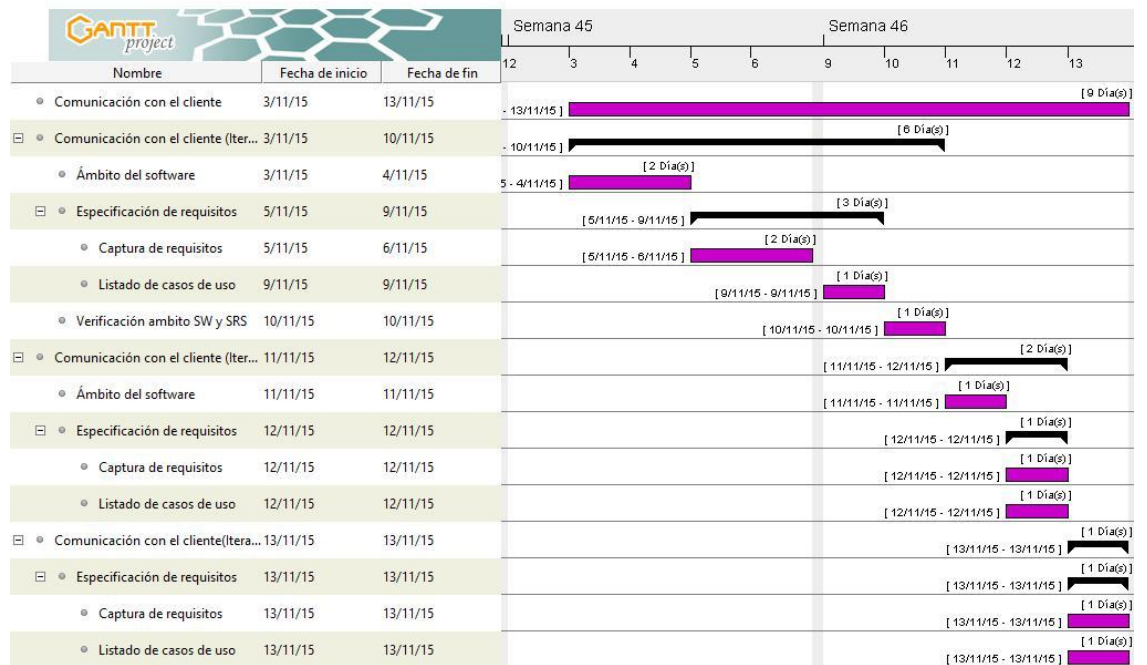 GANTT
project
Semana 45
Semana 46
12 3 4 5 6 9 10 11 12 13
Nombre Fecha de inicio Fecha de fin
Comunicación con el cliente 3/11/15 13/11/15
[ 9 Día(s) ]
- 13/11/15 ]
Comunicación con el cliente (Iter... 3/11/15 10/11/15
[ 6 Día(s) ]
- 10/11/15 ]
Ámbito del software 3/11/15 4/11/15
[ 2 Día(s) ]
5 - 4/11/15 ]
Especificación de requisitos 5/11/15 9/11/15
[ 3 Día(s) ]
[ 5/11/15 - 9/11/15 ]
Captura de requisitos 5/11/15 6/11/15
[ 2 Día(s) ]
[ 5/11/15 - 6/11/15 ]
Listado de casos de uso 9/11/15 9/11/15
[ 1 Día(s) ]
[ 9/11/15 - 9/11/15 ]
Verificación ambito SW y SRS 10/11/15 10/11/15
[ 1 Día(s) ]
[ 10/11/15 - 10/11/15 ]
Comunicación con el cliente (Iter... 11/11/15 12/11/15
[ 2 Día(s) ]
[ 11/11/15 - 12/11/15 ]
Ámbito del software 11/11/15 11/11/15
[ 1 Día(s) ]
[ 11/11/15 - 11/11/15 ]
Especificación de requisitos 12/11/15 12/11/15
[ 1 Día(s) ]
[ 12/11/15 - 12/11/15 ]
Captura de requisitos 12/11/15 12/11/15
[ 1 Día(s) ]
[ 12/11/15 - 12/11/15 ]
Listado de casos de uso 12/11/15 12/11/15
[ 1 Día(s) ]
[ 12/11/15 - 12/11/15 ]
Comunicación con el cliente(Itera... 13/11/15 13/11/15
[ 1 Día(s) ]
[ 13/11/15 - 13/11/15 ]
Especificación de requisitos 13/11/15 13/11/15
[ 1 Día(s) ]
[ 13/11/15 - 13/11/15 ]
Captura de requisitos 13/11/15 13/11/15
[ 1 Día(s) ]
[ 13/11/15 - 13/11/15 ]
Listado de casos de uso 13/11/15 13/11/15
[ 1 Día(s) ]
[ 13/11/15 - 13/11/15 ]